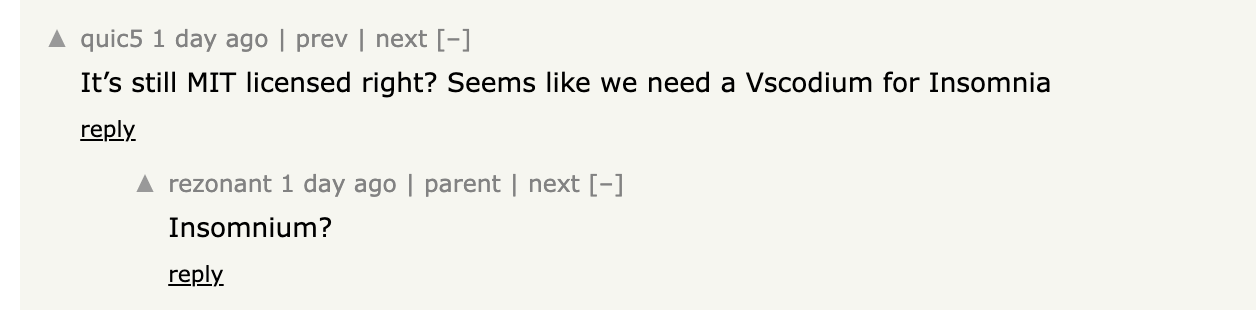 ▲ quic5 1 day ago | prev | next [–]
It’s still MIT licensed right? Seems like we need a Vscodium for Insomnia
reply
▲ rezonant 1 day ago | parent | next [–]
Insomnium?
reply